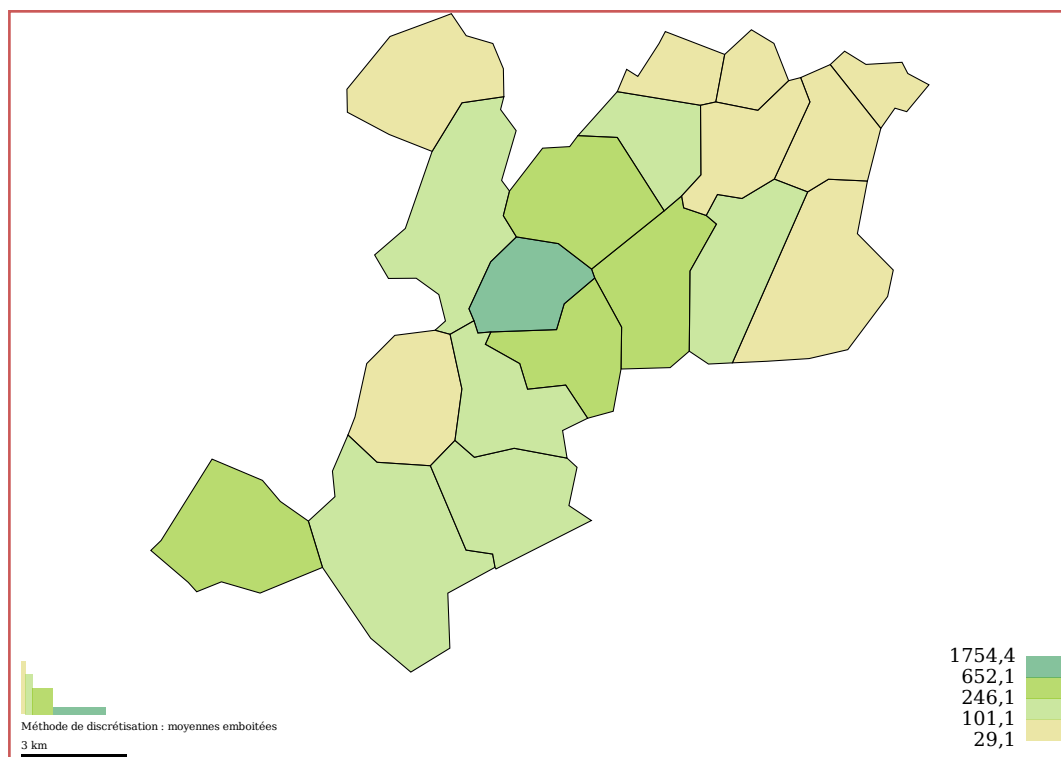 1754,4
652,1
246,1
101,1
29,1
Méthode de discrétisation : moyennes emboitées
3 km